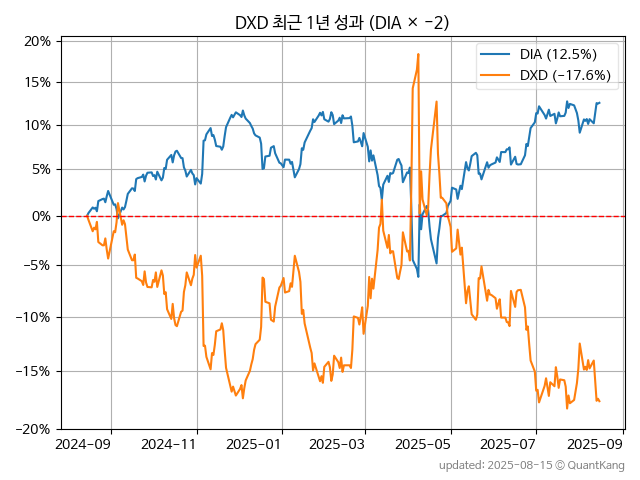 DXD 최근 1년 성과 (DIA × −2)
DIA (12.5%)
DXD (−17.6%)
20%
15%
10%
5%
0%
−5%
−10%
−15%
−20%
2024-09 2024-11 2025-01 2025-03 2025-05 2025-07 2025-09
updated: 2025-08-15 © QuantKang